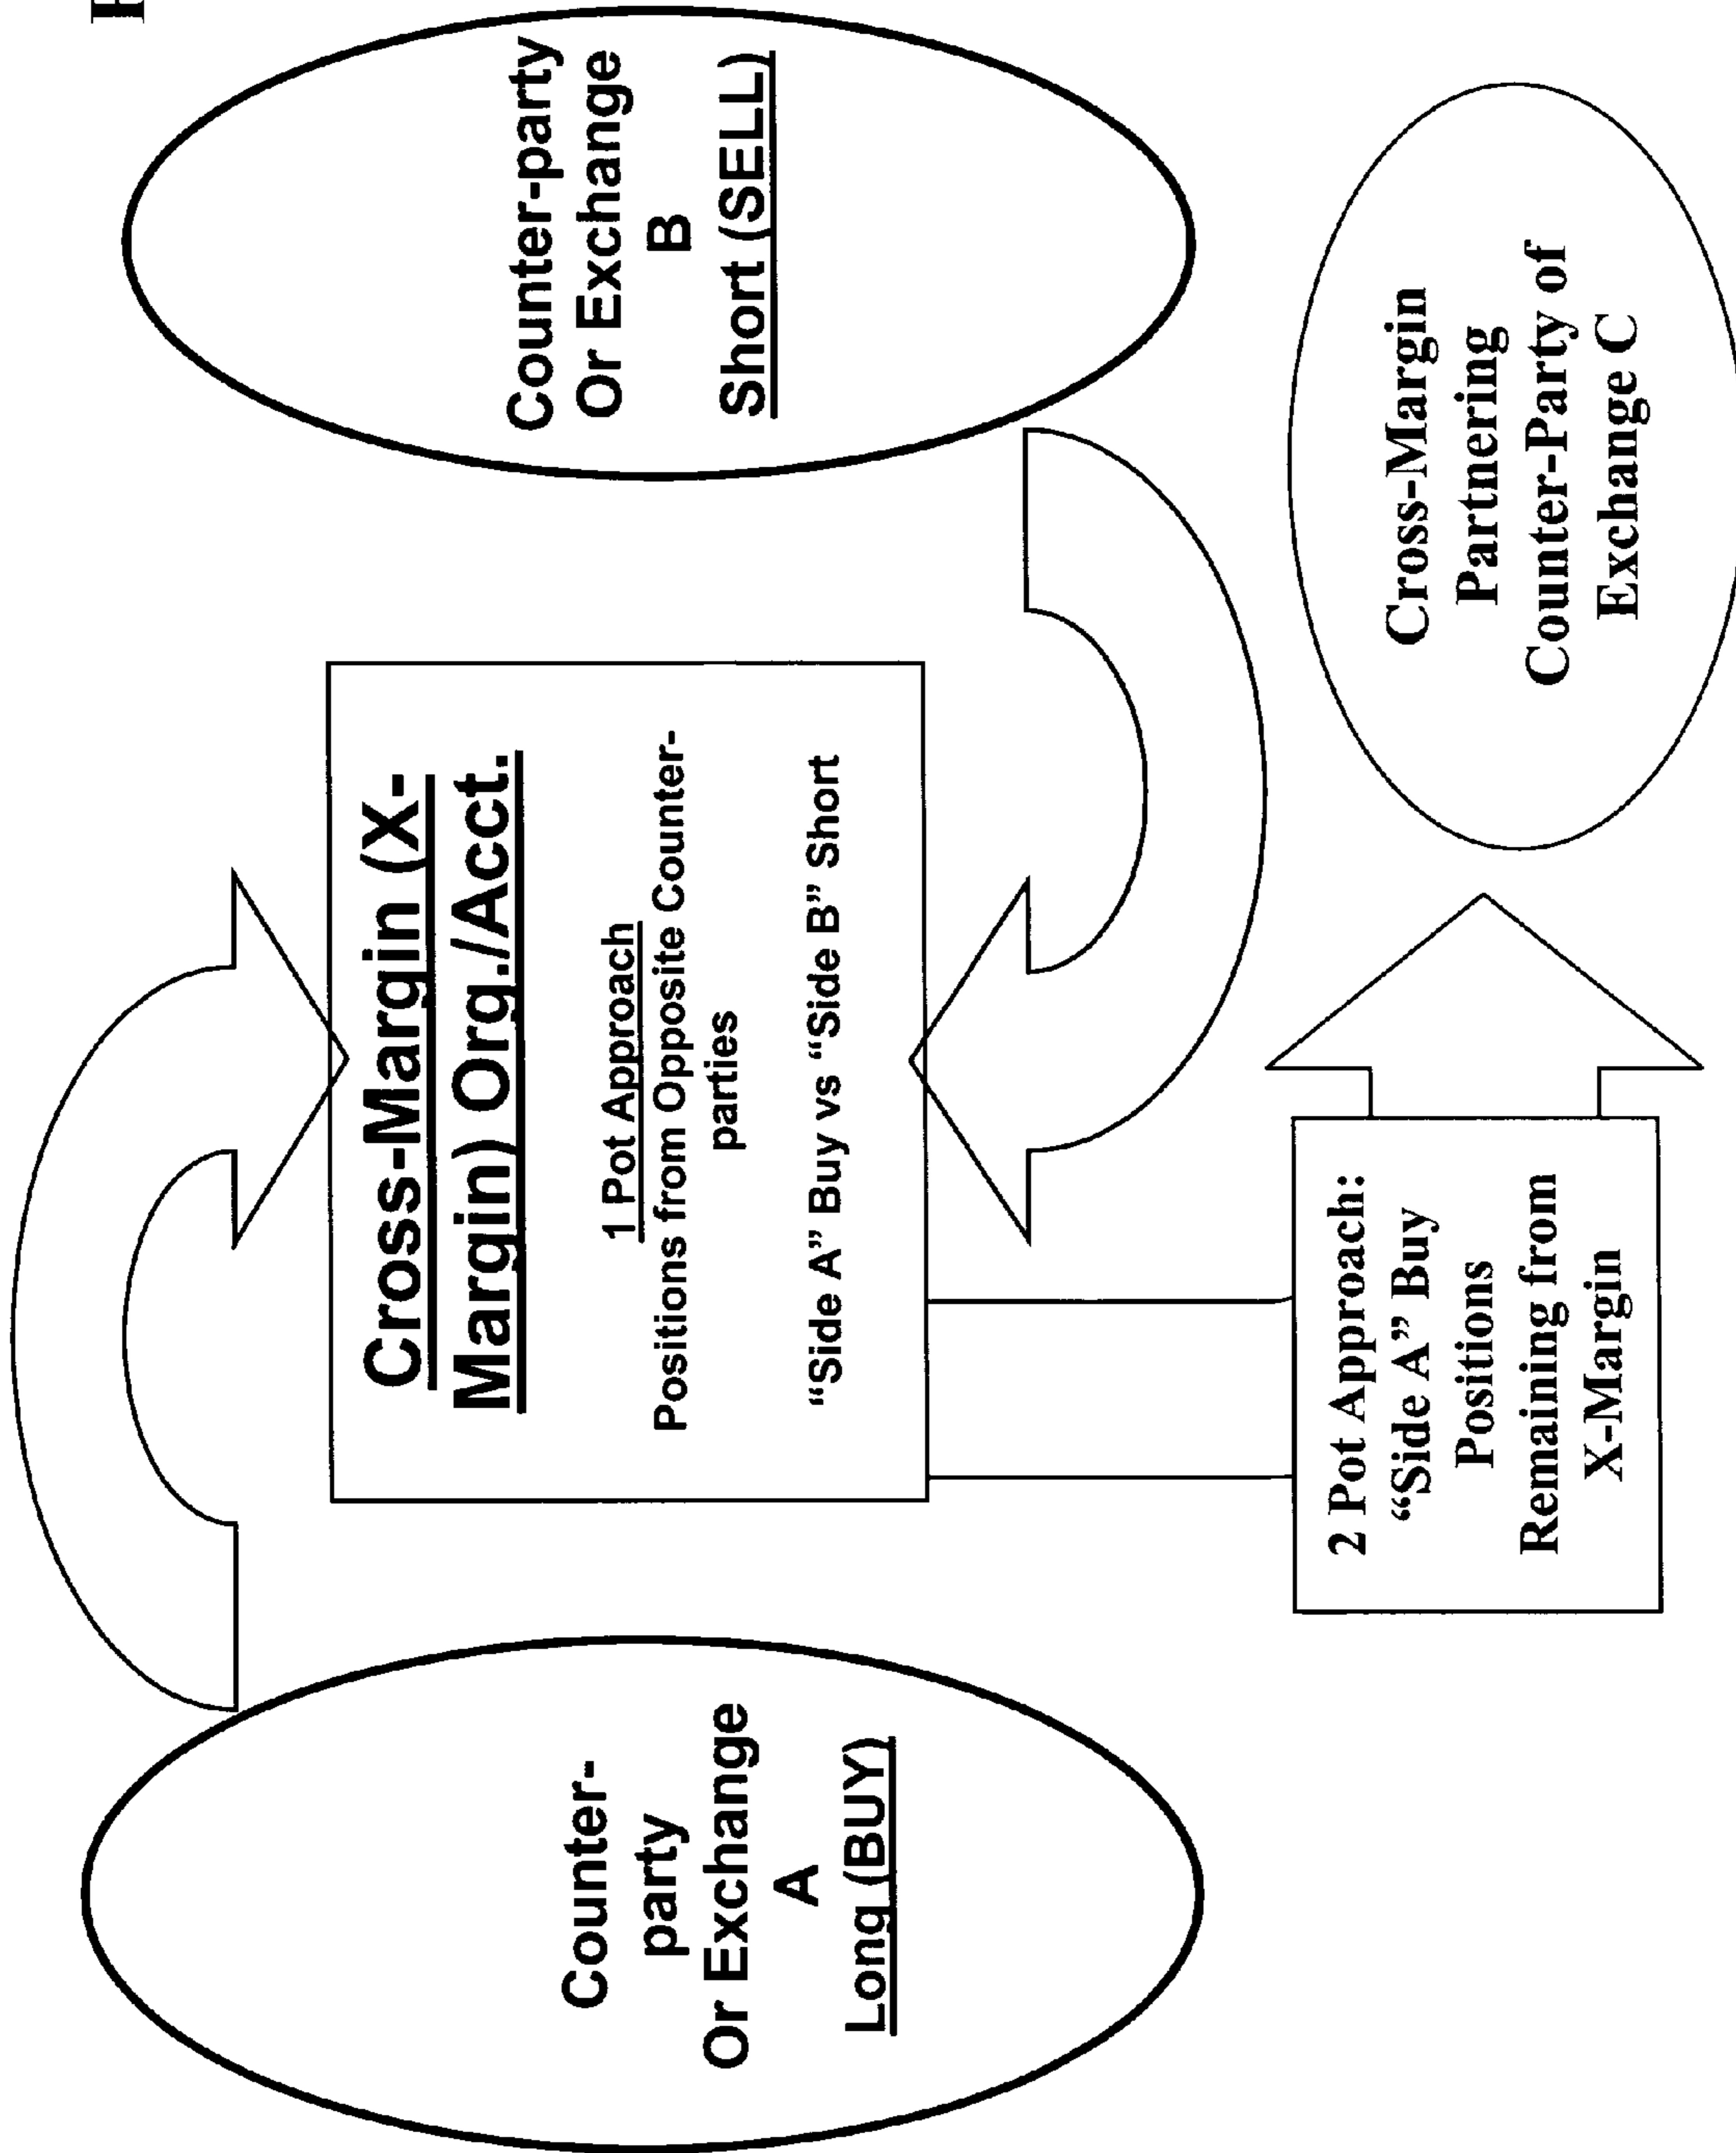 Counter-
party
Or Exchange
A
Long (BUY)
Cross-Margin (X-
Margin) Org./Acct.
1 Pot Approach
Positions from Opposite Counter-
parties
“Side A” Buy vs “Side B” Short
Counter-party
Or Exchange
B
Short (SELL)
2 Pot Approach:
“Side A” Buy
Positions
Remaining from
X-Margin
Cross-Margin
Partnering
Counter-Party of
Exchange C